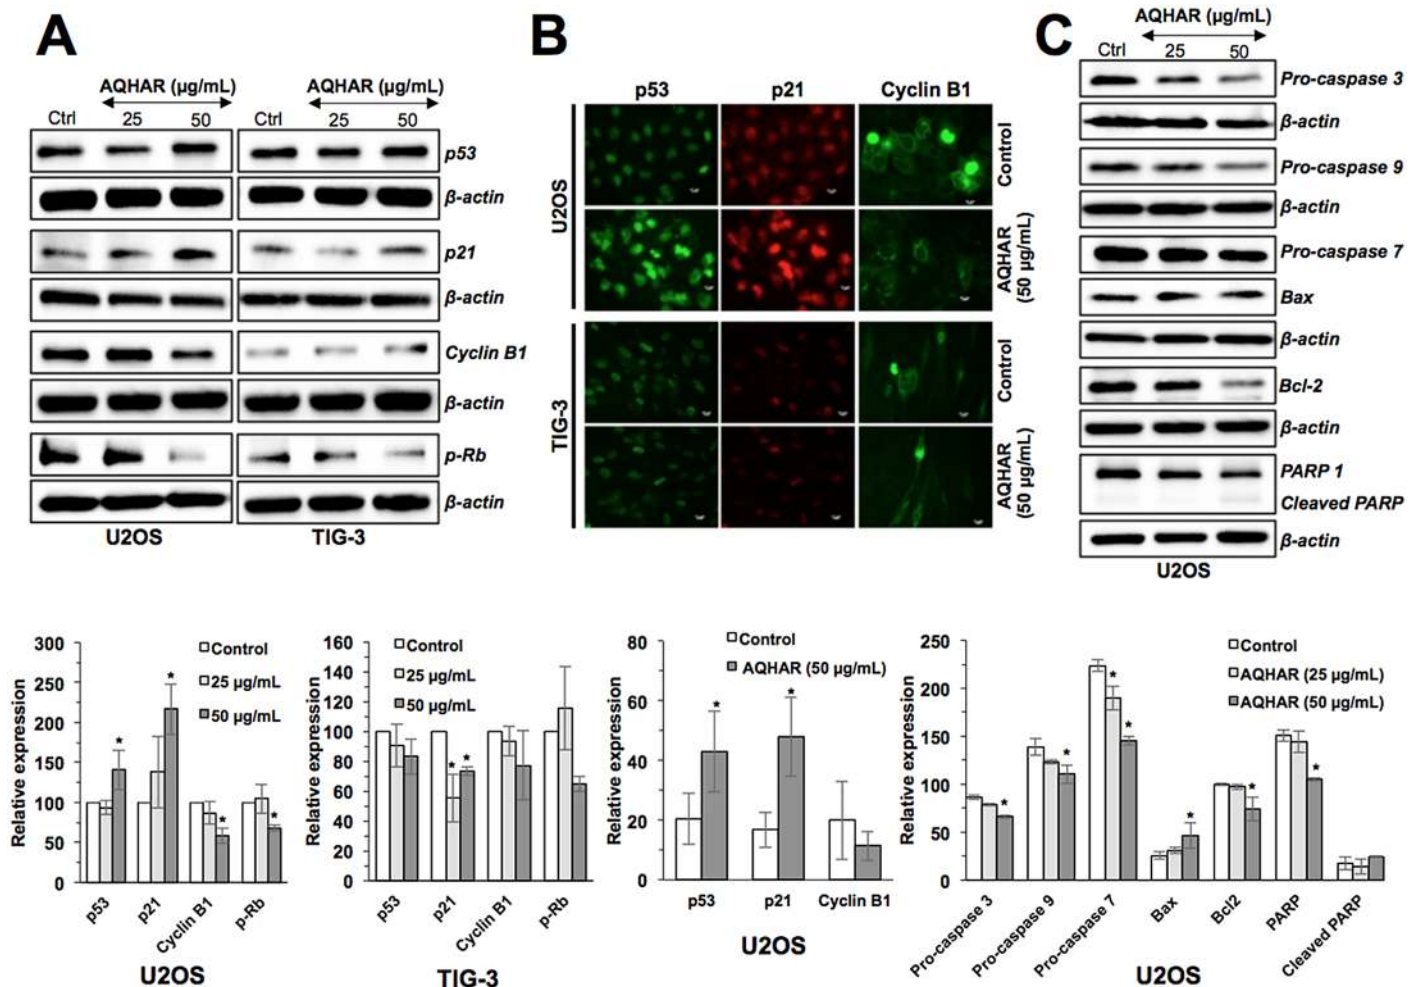 A
AQHAR (µg/mL)
AQHAR (µg/mL)
Ctrl 25 50 Ctrl 25 50
p53
β-actin
p21
β-actin
Cyclin B1
β-actin
p-Rb
β-actin
U2OS TIG-3
B
p53 p21 Cyclin B1
U2OS
Control
AQHAR
(50 µg/mL)
TIG-3
Control
AQHAR
(50 µg/mL)
C
AQHAR (µg/mL)
Ctrl 25 50
Pro-caspase 3
β-actin
Pro-caspase 9
β-actin
Pro-caspase 7
Bax
β-actin
Bcl-2
β-actin
PARP 1
Cleaved PARP
β-actin
U2OS
Relative expression
300
250
200
150
100
50
0
Control
25 µg/mL
50 µg/mL
* * * *
p53 p21 Cyclin B1 p-Rb
U2OS
Relative expression
160
140
120
100
80
60
40
20
0
Control
25 µg/mL
50 µg/mL
* *
p53 p21 Cyclin B1 p-Rb
TIG-3
Relative expression
80
60
40
20
0
Control
AQHAR (50 µg/mL)
* *
p53 p21 Cyclin B1
U2OS
Relative expression
250
200
150
100
50
0
Control
AQHAR (25 µg/mL)
AQHAR (50 µg/mL)
* * * * * * *
Pro-caspase 3 Pro-caspase 9 Pro-caspase 7 Bax Bcl2 PARP Cleaved PARP
U2OS